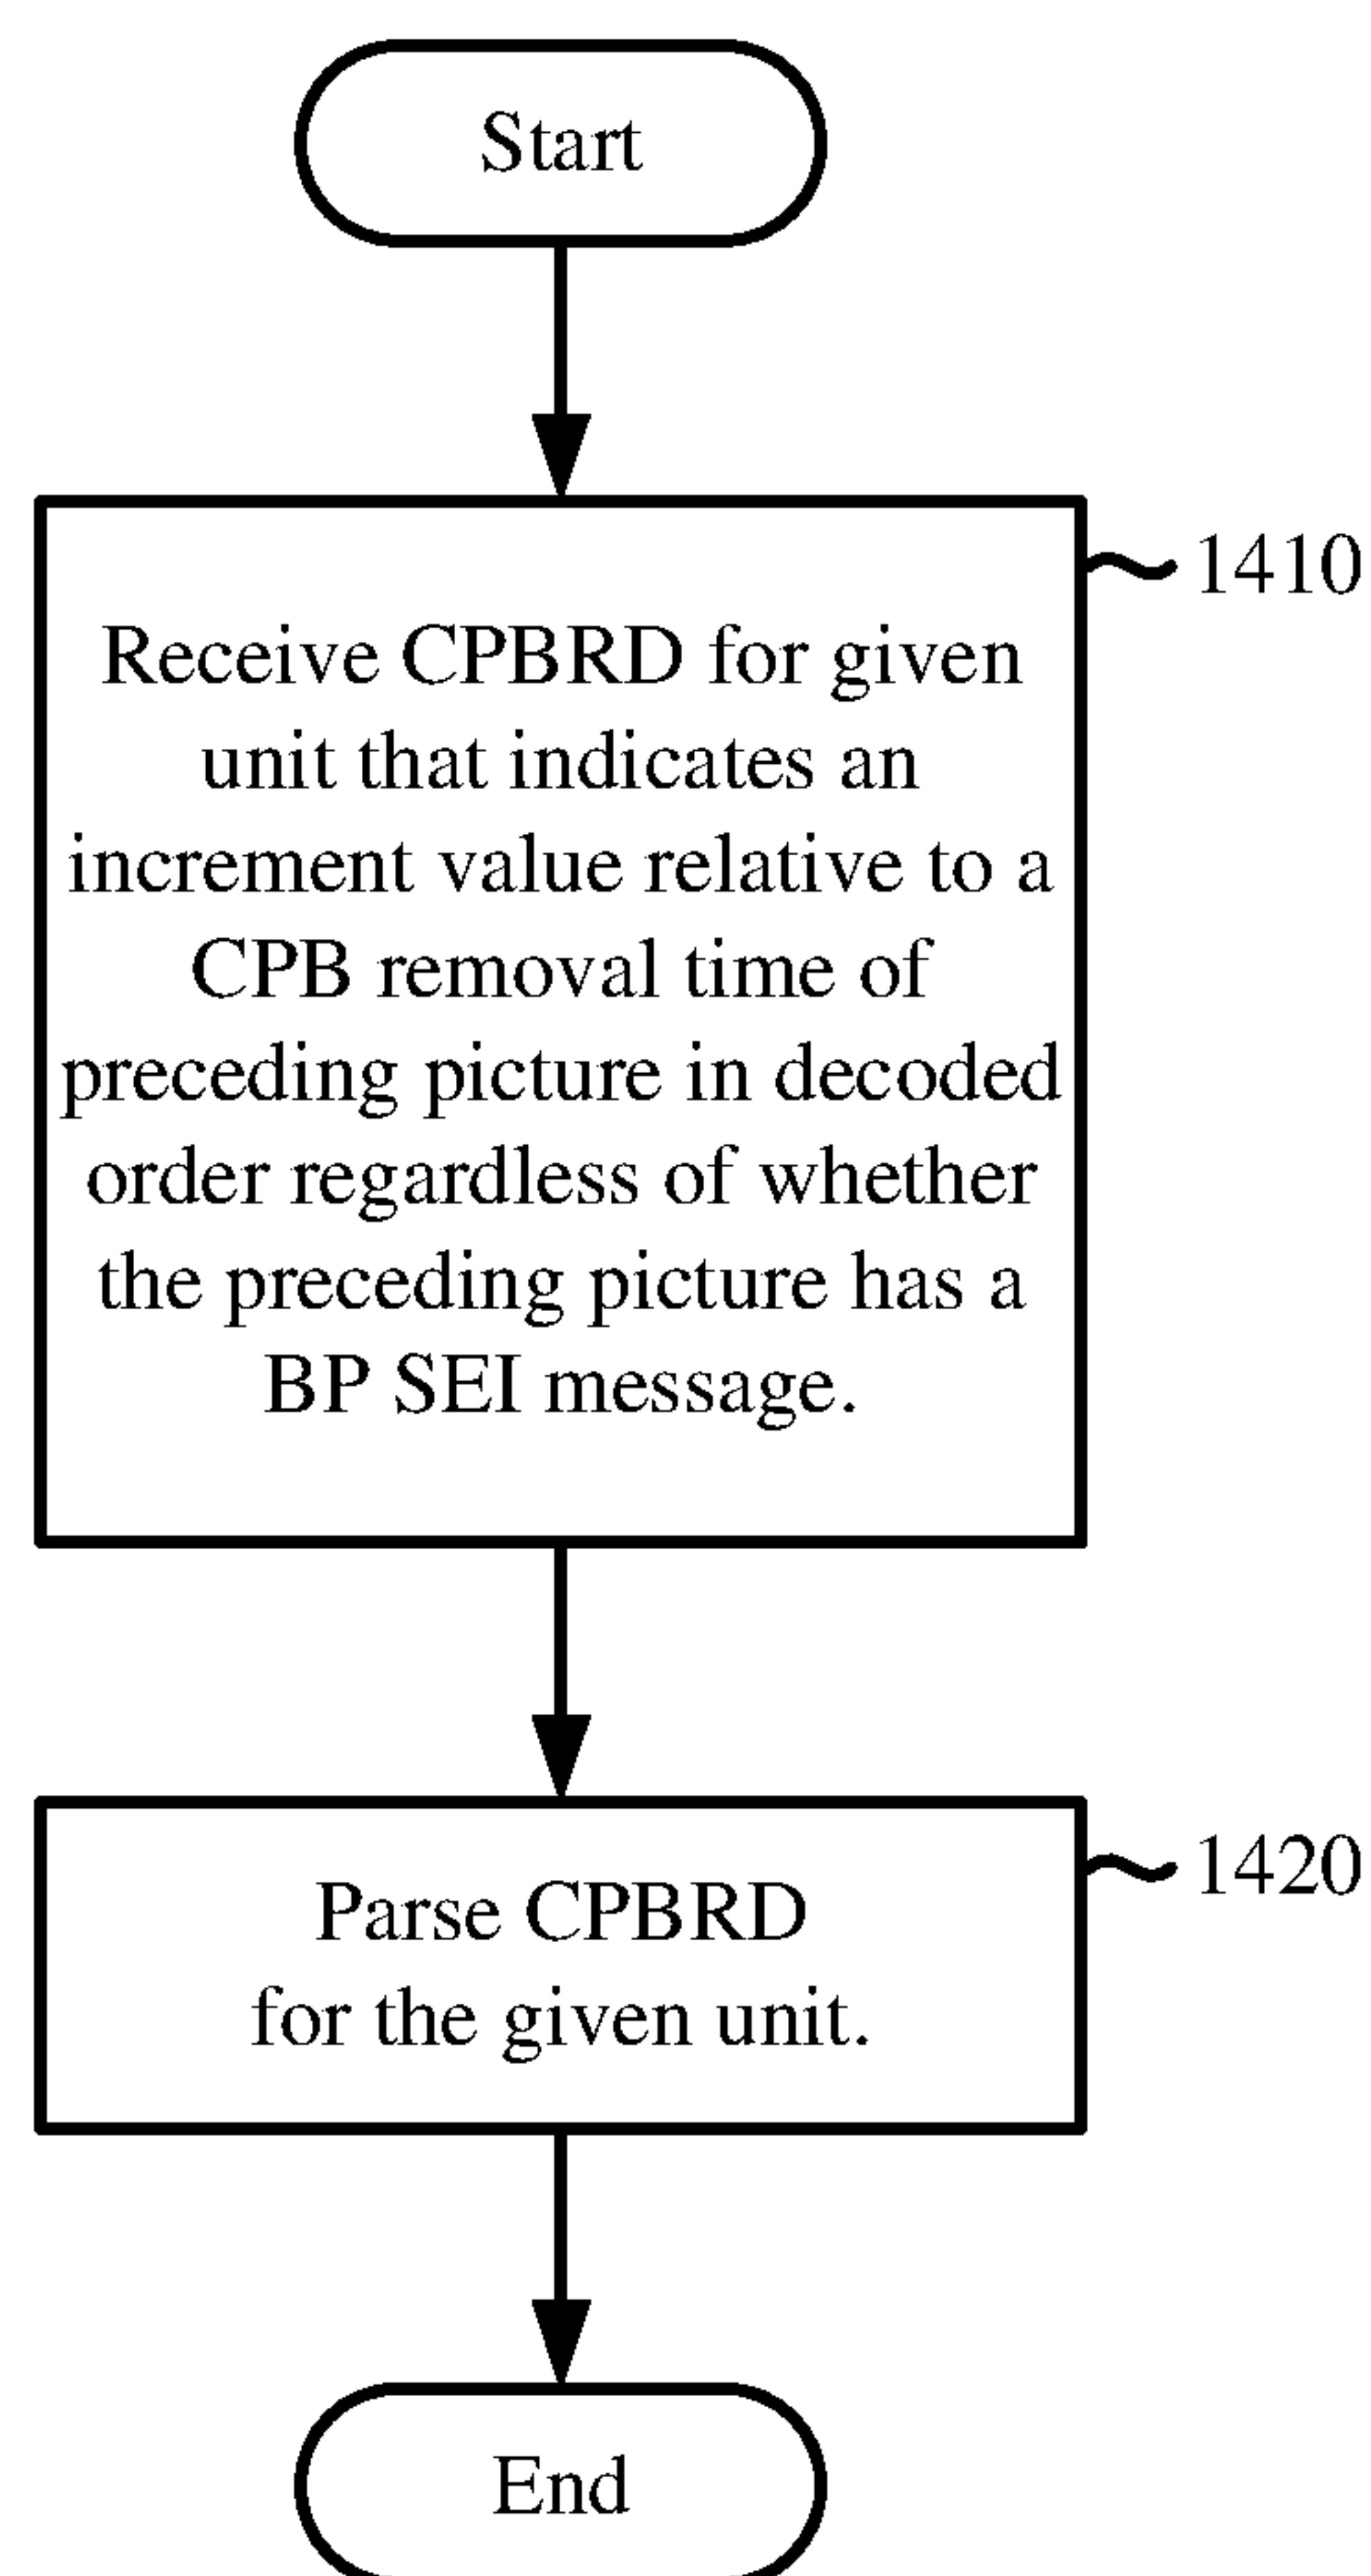 Start
1410
Receive CPBRD for given
unit that indicates an
increment value relative to a
CPB removal time of
preceding picture in decoded
order regardless of whether
the preceding picture has a
BP SEI message.
1420
Parse CPBRD
for the given unit.
End